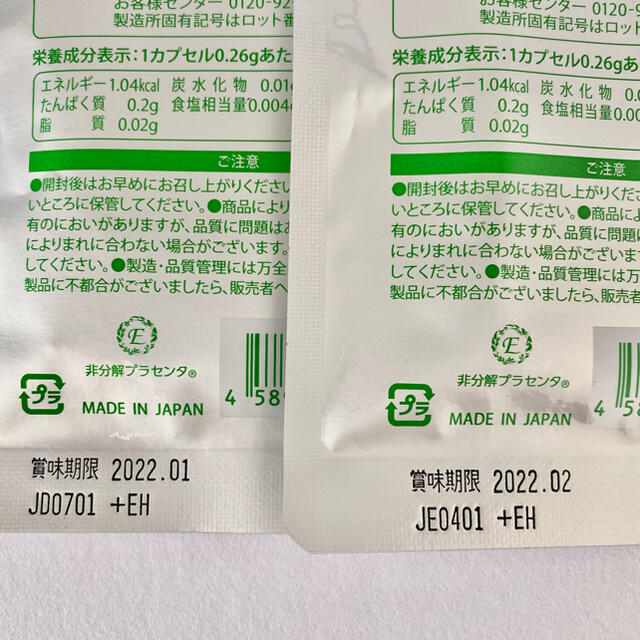 お客様センター 0120-92
製造所固有記号はロット番
栄養成分表示：1カプセル0.26gあた
エネルギー 1.04kcal 炭水化物 0.01
たんぱく質 0.2g 食塩相当量 0.004
脂質 0.02g
ご注意
●開封後はお早めにお召し上がりください
いところに保管してください。●商品により
有のにおいがありますが、品質に問題はあ
によりまれに合わない場合がございます。
してください。●製造・品質管理には万全
製品に不都合がございましたら、販売者へ
E
非分解プラセンタ®
プラ
MADE IN JAPAN
4 589
賞味期限 2022.01
JD0701 +EH
お客様センター 0120-9
製造所固有記号はロット
栄養成分表示：1カプセル0.26gあ
エネルギー 1.04kcal 炭水化物 0.0
たんぱく質 0.2g 食塩相当量 0.00
脂質 0.02g
ご注意
●開封後はお早めにお召し上がりくださ
いところに保管してください。●商品によ
有のにおいがありますが、品質に問題は
によりまれに合わない場合がございます
してください。●製造・品質管理には万
製品に不都合がございましたら、販売者
E
非分解プラセンタ®
プラ
MADE IN JAPAN
4 58
賞味期限 2022.02
JE0401 +EH